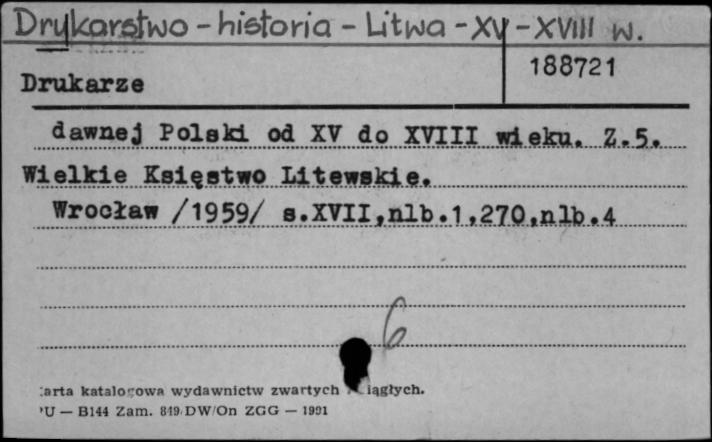 Drukarstwo - historia - Litwa - XV - XVIII w.
188721
Drukarze
dawnej Polski od XV do XVIII wieku. Z.5.
Wielkie Księstwo Litewskie.
Wrocław /1959/ s.XVII,nlb.1,270,nlb.4
6
arta katalogowa wydawnictw zwartych iągłych.
U — B144 Zam. 849/DW/On ZGG — 1991